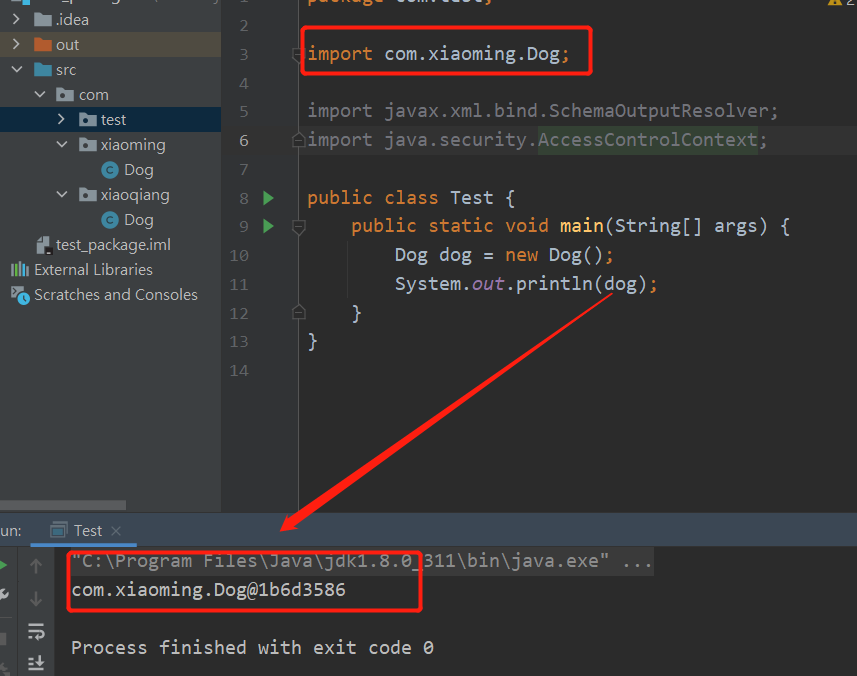 .idea
out
src
com
test
xiaoming
Dog
xiaoqiang
Dog
test_package.iml
External Libraries
Scratches and Consoles
2
2
3 import com.xiaoming.Dog;
4
5 import javax.xml.bind.SchemaOutputResolver;
6 import java.security.AccessControlContext;
7
8 public class Test {
9 public static void main(String[] args) {
10 Dog dog = new Dog();
11 System.out.println(dog);
12 }
13 }
14
un: Test
"C:\Program Files\Java\jdk1.8.0_311\bin\java.exe" ...
com.xiaoming.Dog@1b6d3586
Process finished with exit code 0